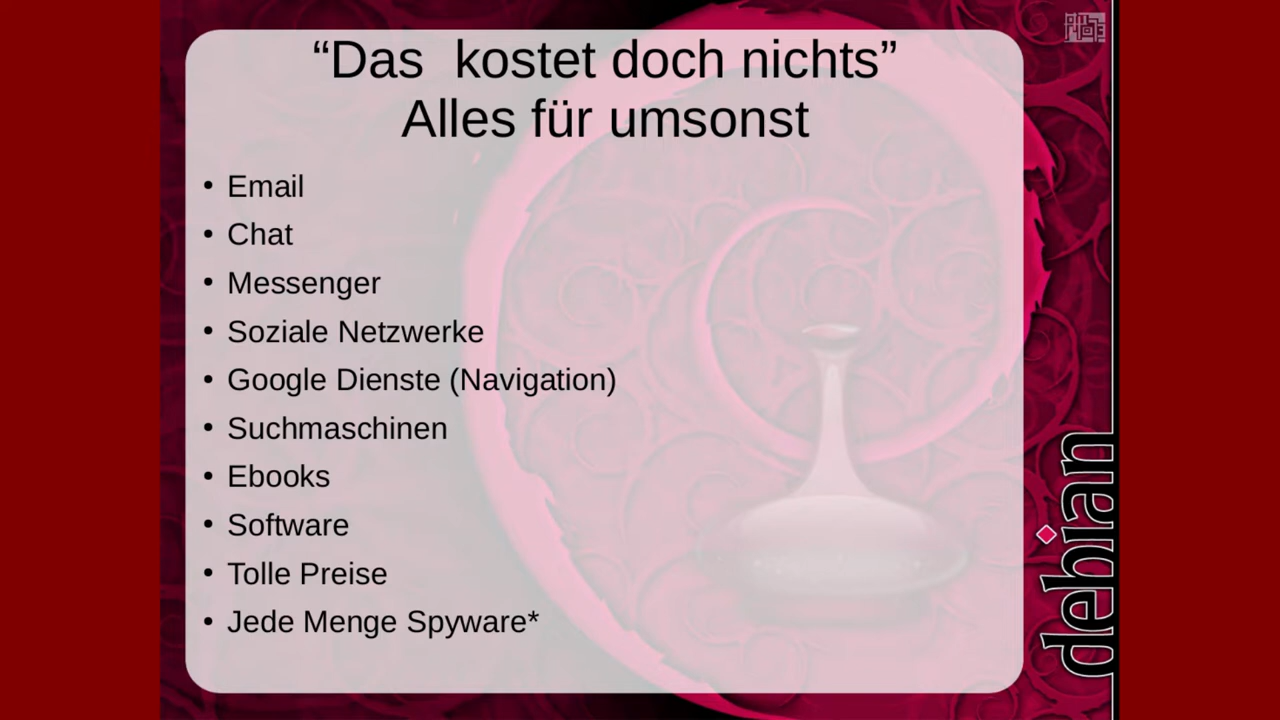 “Das  kostet doch nichts”
Alles für umsonst
• Email
• Chat
• Messenger
• Soziale Netzwerke
• Google Dienste (Navigation)
• Suchmaschinen
• Ebooks
• Software
• Tolle Preise
• Jede Menge Spyware*
debian